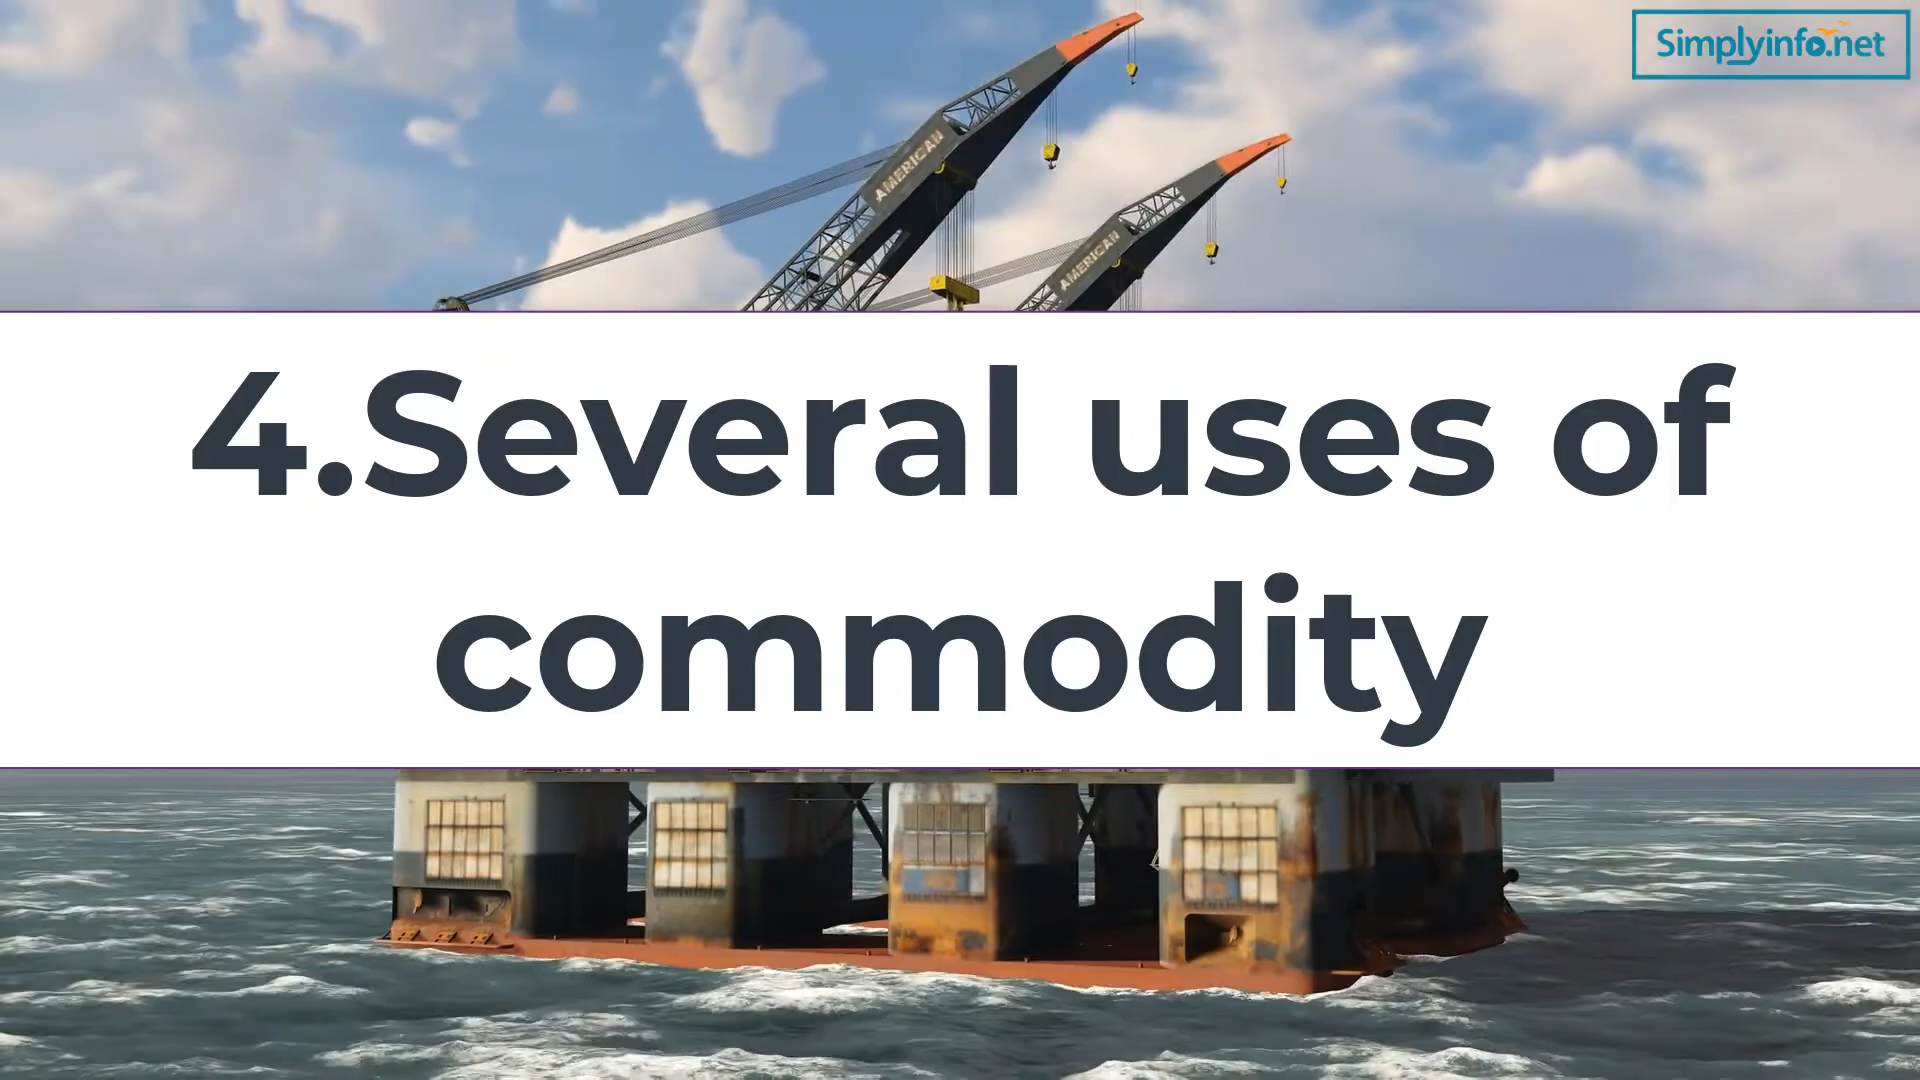 Simplyinfo.net
AMERICAN
AMERICAN
4.Several uses of
commodity